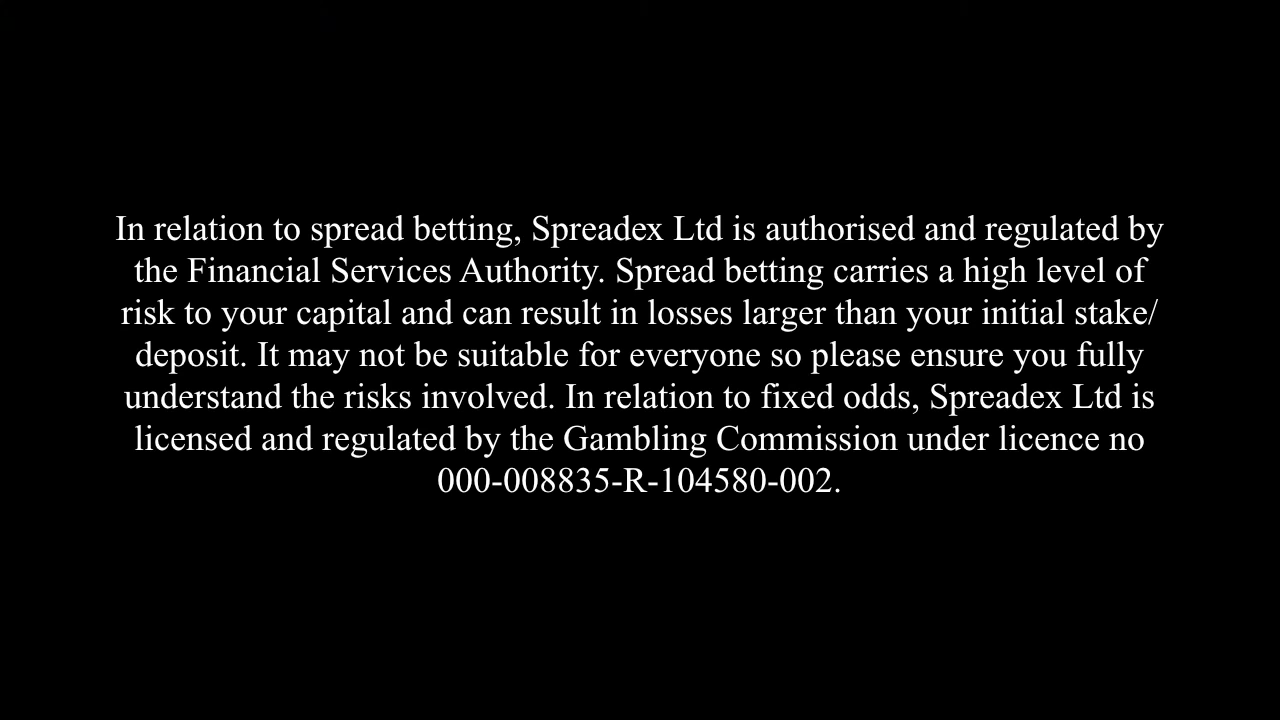 In relation to spread betting, Spreadex Ltd is authorised and regulated by
the Financial Services Authority. Spread betting carries a high level of
risk to your capital and can result in losses larger than your initial stake/
deposit. It may not be suitable for everyone so please ensure you fully
understand the risks involved. In relation to fixed odds, Spreadex Ltd is
licensed and regulated by the Gambling Commission under licence no
000-008835-R-104580-002.